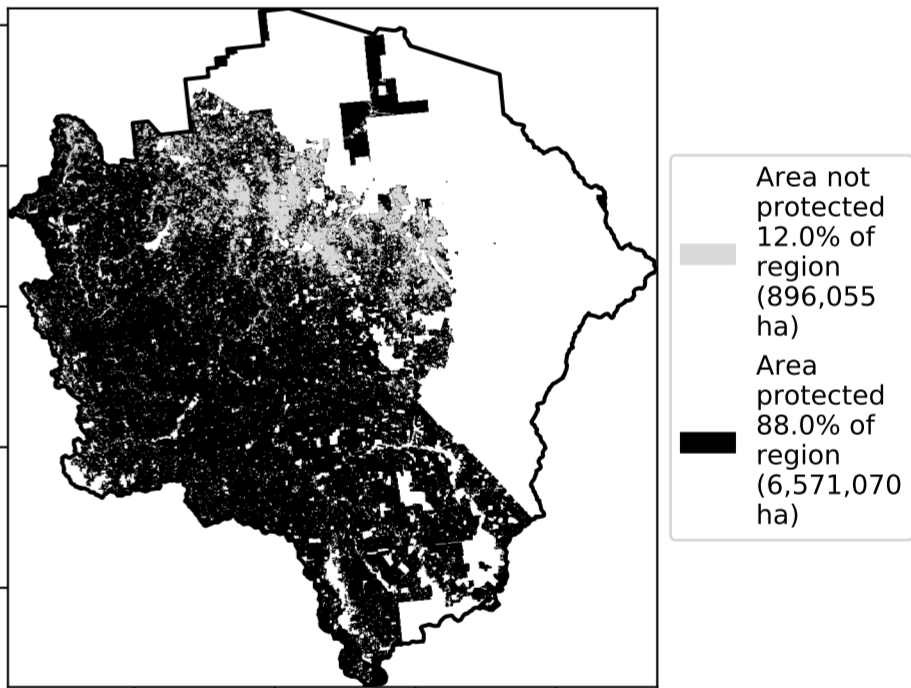 Area not
protected
12.0% of
region
(896,055
ha)
Area
protected
88.0% of
region
(6,571,070
ha)